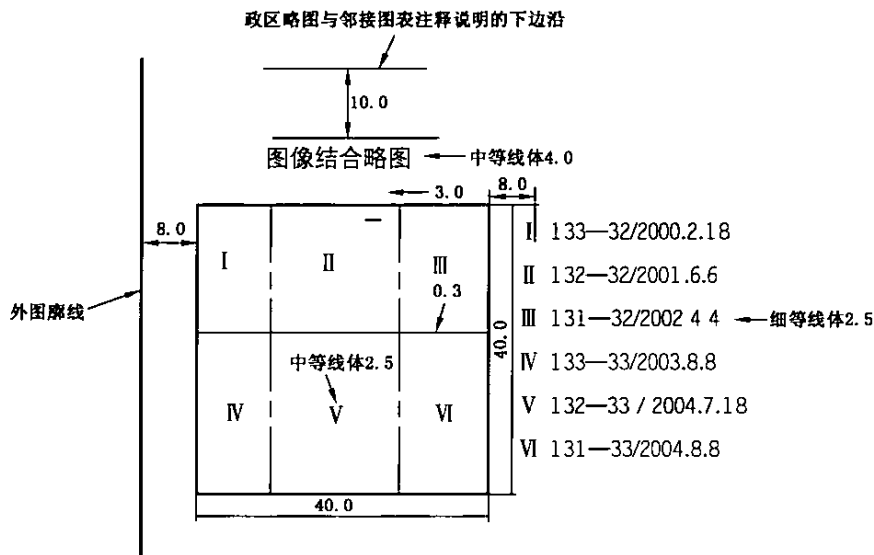 政区略图与邻接图表注释说明的下边沿
10.0
图像结合略图
中等线体4.0
3.0
8.0
8.0
Ⅰ 133—32/2000.2.18
Ⅰ Ⅱ Ⅲ
Ⅱ 132—32/2001.6.6
0.3
外图廓线
Ⅲ 131—32/2002 4 4
细等线体2.5
40.0
中等线体2.5
Ⅳ 133—33/2003.8.8
Ⅳ Ⅴ Ⅵ
Ⅴ 132—33 / 2004.7.18
Ⅵ 131—33/2004.8.8
40.0